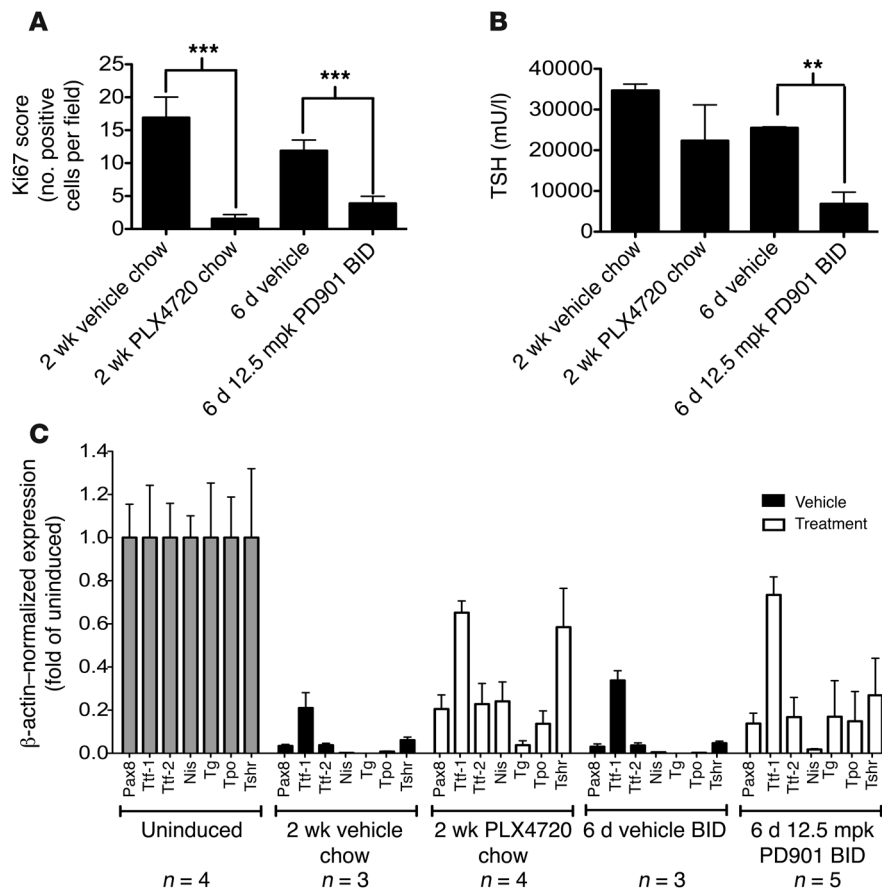 A
Ki67 score
(no. positive
cells per field)
25
20
15
10
5
0
***
***
2 wk vehicle chow
2 wk PLX4720 chow
6 d vehicle
6 d 12.5 mpk PD901 BID
B
TSH (mU/l)
40000
30000
20000
10000
0
**
2 wk vehicle chow
2 wk PLX4720 chow
6 d vehicle
6 d 12.5 mpk PD901 BID
C
β-actin–normalized expression
(fold of uninduced)
1.4
1.2
1.0
0.8
0.6
0.4
0.2
0.0
Vehicle
Treatment
Pax8
Ttf-1
Ttf-2
Nis
Tg
Tpo
Tshr
Pax8
Ttf-1
Ttf-2
Nis
Tg
Tpo
Tshr
Pax8
Ttf-1
Ttf-2
Nis
Tg
Tpo
Tshr
Pax8
Ttf-1
Ttf-2
Nis
Tg
Tpo
Tshr
Pax8
Ttf-1
Ttf-2
Nis
Tg
Tpo
Tshr
Uninduced
n = 4
2 wk vehicle
chow
n = 3
2 wk PLX4720
chow
n = 4
6 d vehicle BID
n = 3
6 d 12.5 mpk
PD901 BID
n = 5